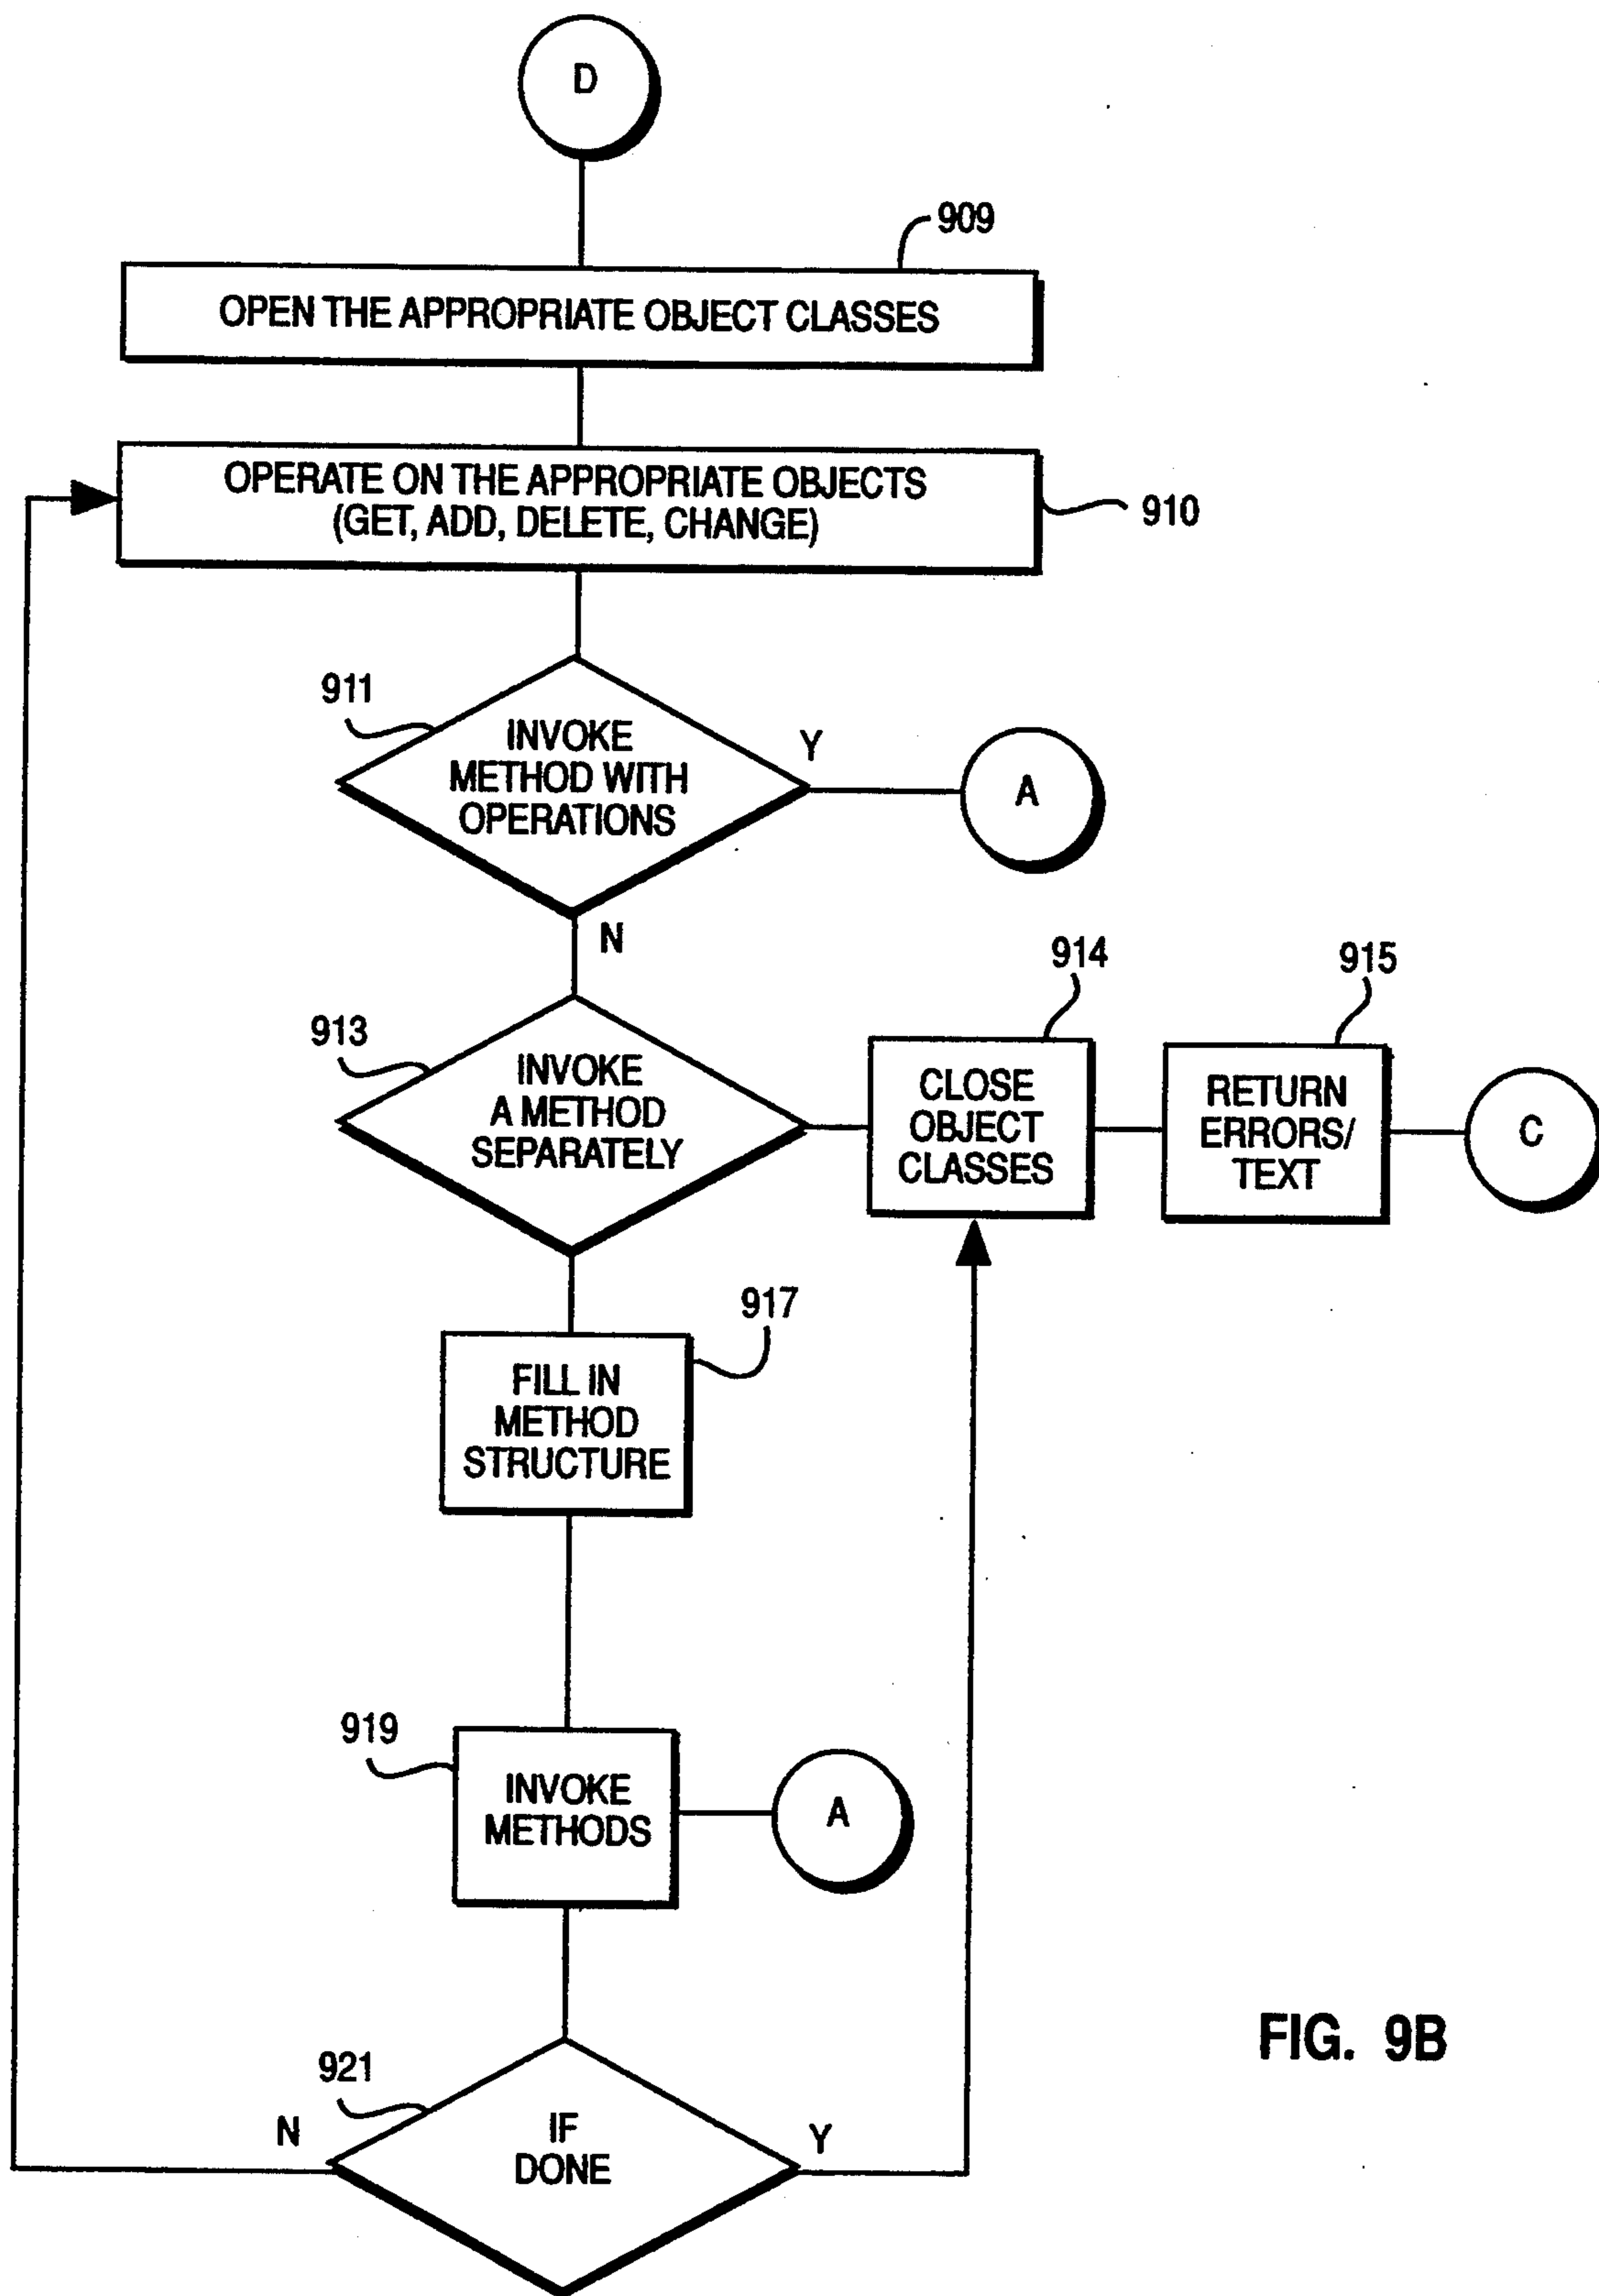 D
909
OPEN THE APPROPRIATE OBJECT CLASSES
OPERATE ON THE APPROPRIATE OBJECTS
(GET, ADD, DELETE, CHANGE)
910
911
INVOKE
METHOD WITH
OPERATIONS
Y
A
N
913
INVOKE
A METHOD
SEPARATELY
914
CLOSE
OBJECT
CLASSES
915
RETURN
ERRORS/
TEXT
C
917
FILL IN
METHOD
STRUCTURE
919
INVOKE
METHODS
A
921
N
IF
DONE
Y
FIG. 9B